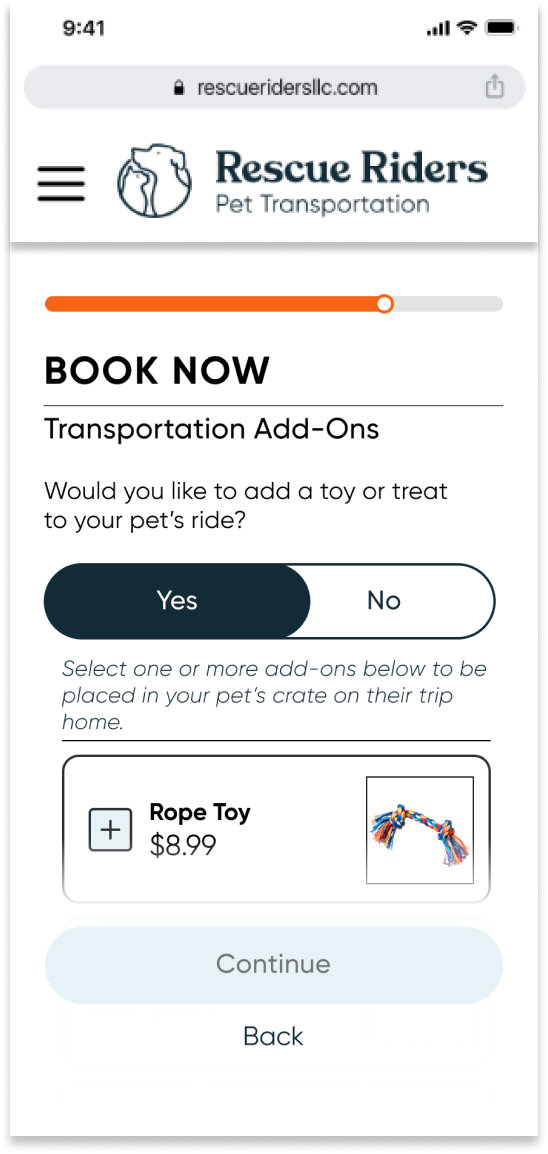 9:41
rescueridersllc.com
Rescue Riders
Pet Transportation
BOOK NOW
Transportation Add-Ons
Would you like to add a toy or treat
to your pet’s ride?
Yes
No
Select one or more add-ons below to be
placed in your pet’s crate on their trip
home.
+
Rope Toy
$8.99
Continue
Back